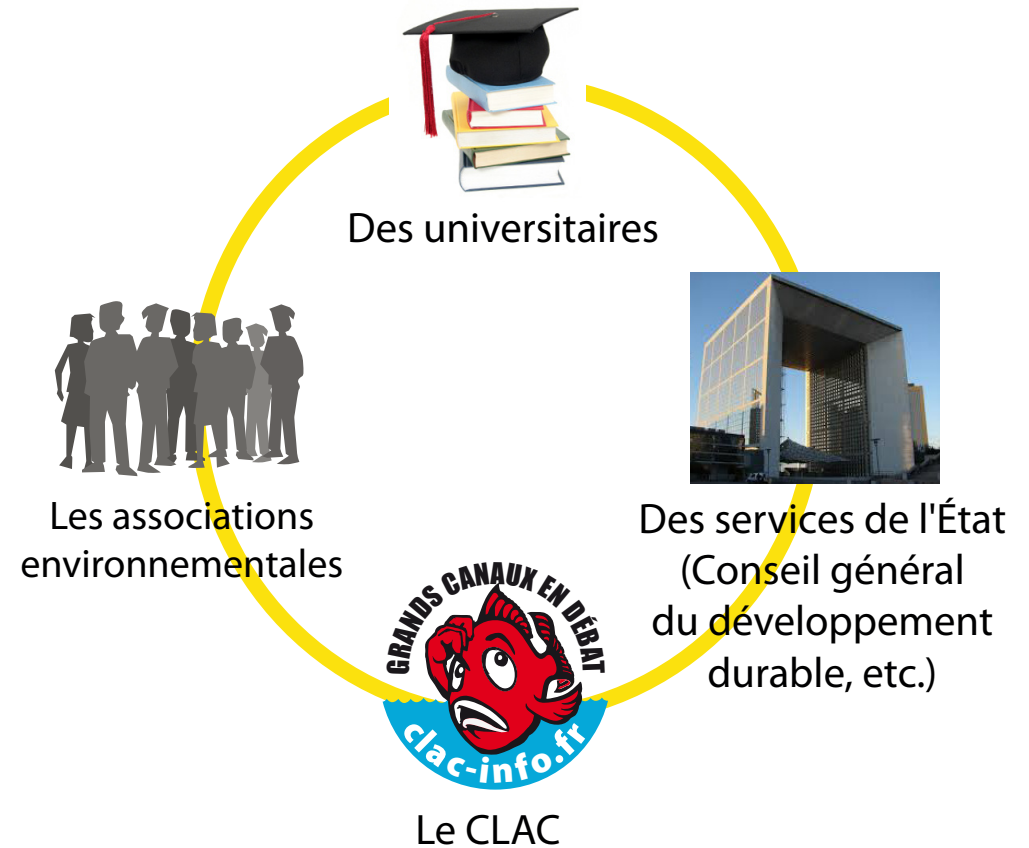 Des universitaires
Les associations
environnementales
Des services de l'État
(Conseil général
du développement
durable, etc.)
GRANDS CANAUX EN DÉBAT
clac-info.fr
Le CLAC